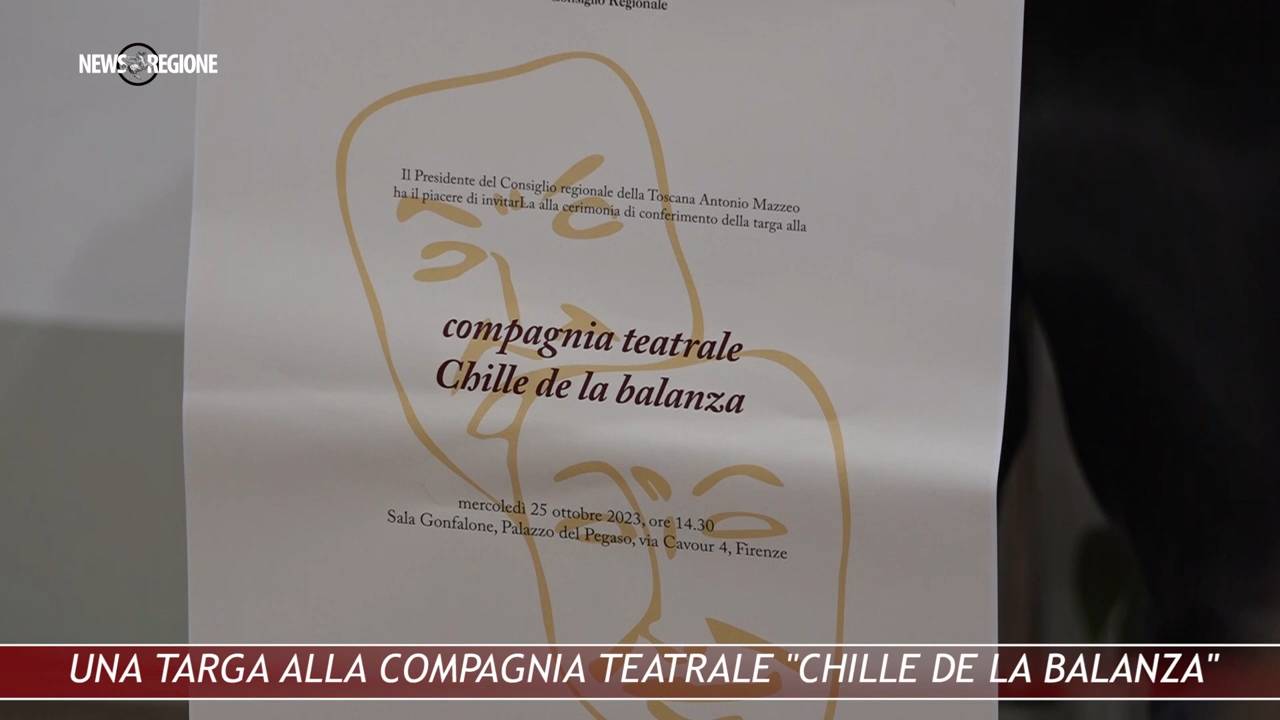 Consiglio Regionale
NEWS REGIONE
Il Presidente del Consiglio regionale della Toscana Antonio Mazzeo
ha il piacere di invitarLa alla cerimonia di conferimento della targa alla
compagnia teatrale
Chille de la balanza
mercoledì 25 ottobre 2023, ore 14.30
Sala Gonfalone, Palazzo del Pegaso, via Cavour 4, Firenze
UNA TARGA ALLA COMPAGNIA TEATRALE "CHILLE DE LA BALANZA"